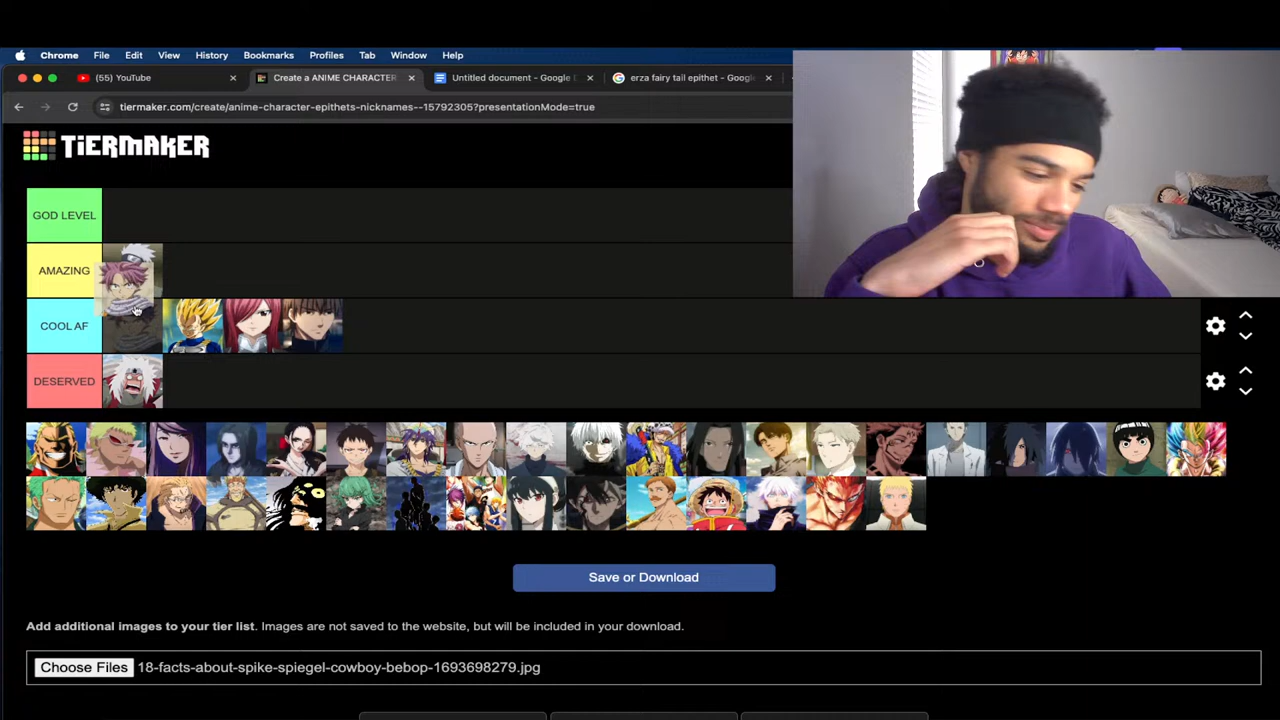 Chrome File Edit View History Bookmarks Profiles Tab Window Help
(55) YouTube
Create a ANIME CHARACTER
Untitled document - Google
erza fairy tail epithet - Goog
tiermaker.com/create/anime-character-epithets-nicknames--15792305?presentationMode=true
TiERMAKER
GOD LEVEL
AMAZING
COOL AF
DESERVED
Save or Download
Add additional images to your tier list. Images are not saved to the website, but will be included in your download.
Choose Files 18-facts-about-spike-spiegel-cowboy-bebop-1693698279.jpg